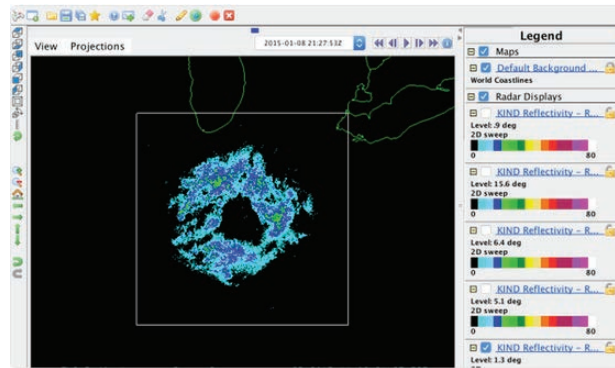 View Projections
2015-01-08 21:27:53Z
Legend
Maps
Default Background ...
World Coastlines
Radar Displays
KIND Reflectivity - R...
Level: .9 deg
2D sweep
0 80
KIND Reflectivity - R...
Level: 15.6 deg
2D sweep
0 80
KIND Reflectivity - R...
Level: 6.4 deg
2D sweep
0 80
KIND Reflectivity - R...
Level: 5.1 deg
2D sweep
0 80
KIND Reflectivity - R...
Level: 1.3 deg